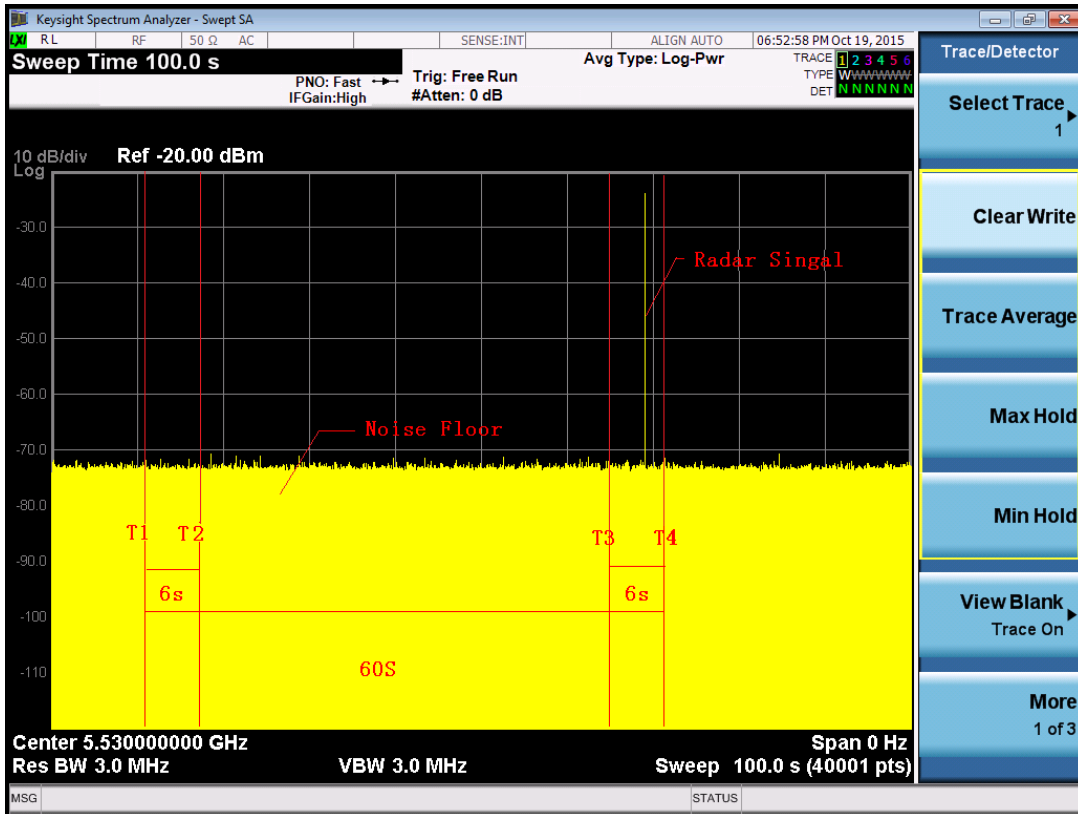 Keysight Spectrum Analyzer - Swept SA
LXI RL RF 50 Ω AC SENSE:INT ALIGN AUTO 06:52:58 PM Oct 19, 2015
Sweep Time 100.0 s
PNO: Fast
IFGain:High
Trig: Free Run
#Atten: 0 dB
Avg Type: Log-Pwr
TRACE 1 2 3 4 5 6
TYPE WWWWWW
DET N N N N N N
10 dB/div Ref -20.00 dBm
Log
-30.0
-40.0
-50.0
-60.0
-70.0
-80.0
-90.0
-100
-110
Radar Singal
Noise Floor
T1 T2 T3 T4
6s 6s
60S
Center 5.530000000 GHz Span 0 Hz
Res BW 3.0 MHz VBW 3.0 MHz Sweep 100.0 s (40001 pts)
MSG STATUS
Trace/Detector
Select Trace
1
Clear Write
Trace Average
Max Hold
Min Hold
View Blank
Trace On
More
1 of 3